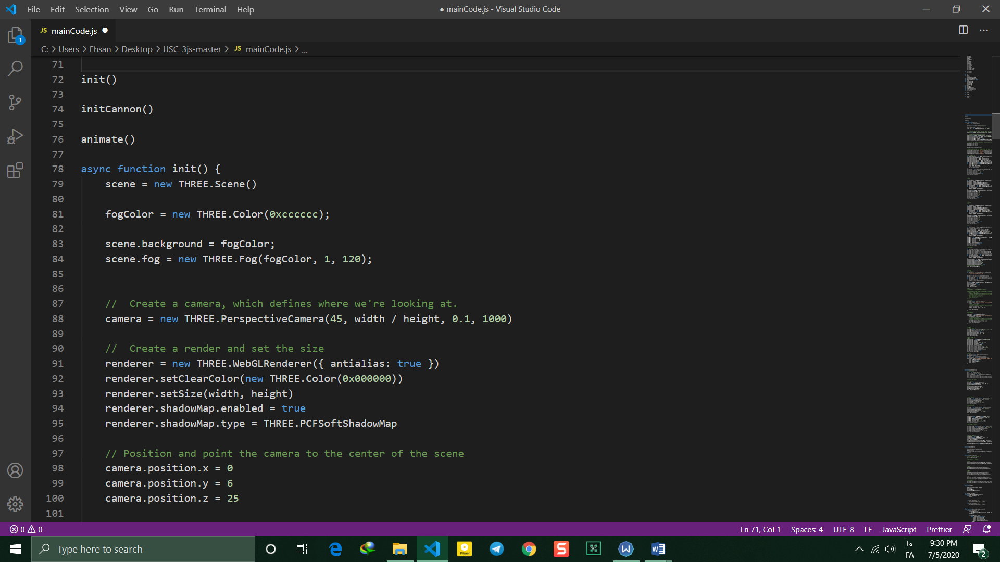 File Edit Selection View Go Run Terminal Help
● mainCode.js - Visual Studio Code
JS mainCode.js ●
C: > Users > Ehsan > Desktop > USC_3js-master > JS mainCode.js > ...
1
71
72 init()
73
74 initCannon()
75
76 animate()
77
78 async function init() {
79 scene = new THREE.Scene()
80
81 fogColor = new THREE.Color(0xcccccc);
82
83 scene.background = fogColor;
84 scene.fog = new THREE.Fog(fogColor, 1, 120);
85
86
87 //  Create a camera, which defines where we're looking at.
88 camera = new THREE.PerspectiveCamera(45, width / height, 0.1, 1000)
89
90 //  Create a render and set the size
91 renderer = new THREE.WebGLRenderer({ antialias: true })
92 renderer.setClearColor(new THREE.Color(0x000000))
93 renderer.setSize(width, height)
94 renderer.shadowMap.enabled = true
95 renderer.shadowMap.type = THREE.PCFSoftShadowMap
96
97 // Position and point the camera to the center of the scene
98 camera.position.x = 0
99 camera.position.y = 6
100 camera.position.z = 25
101
0 0
Ln 71, Col 1 Spaces: 4 UTF-8 LF JavaScript Prettier
Type here to search
Player
فا
FA
9:30 PM
7/5/2020
2